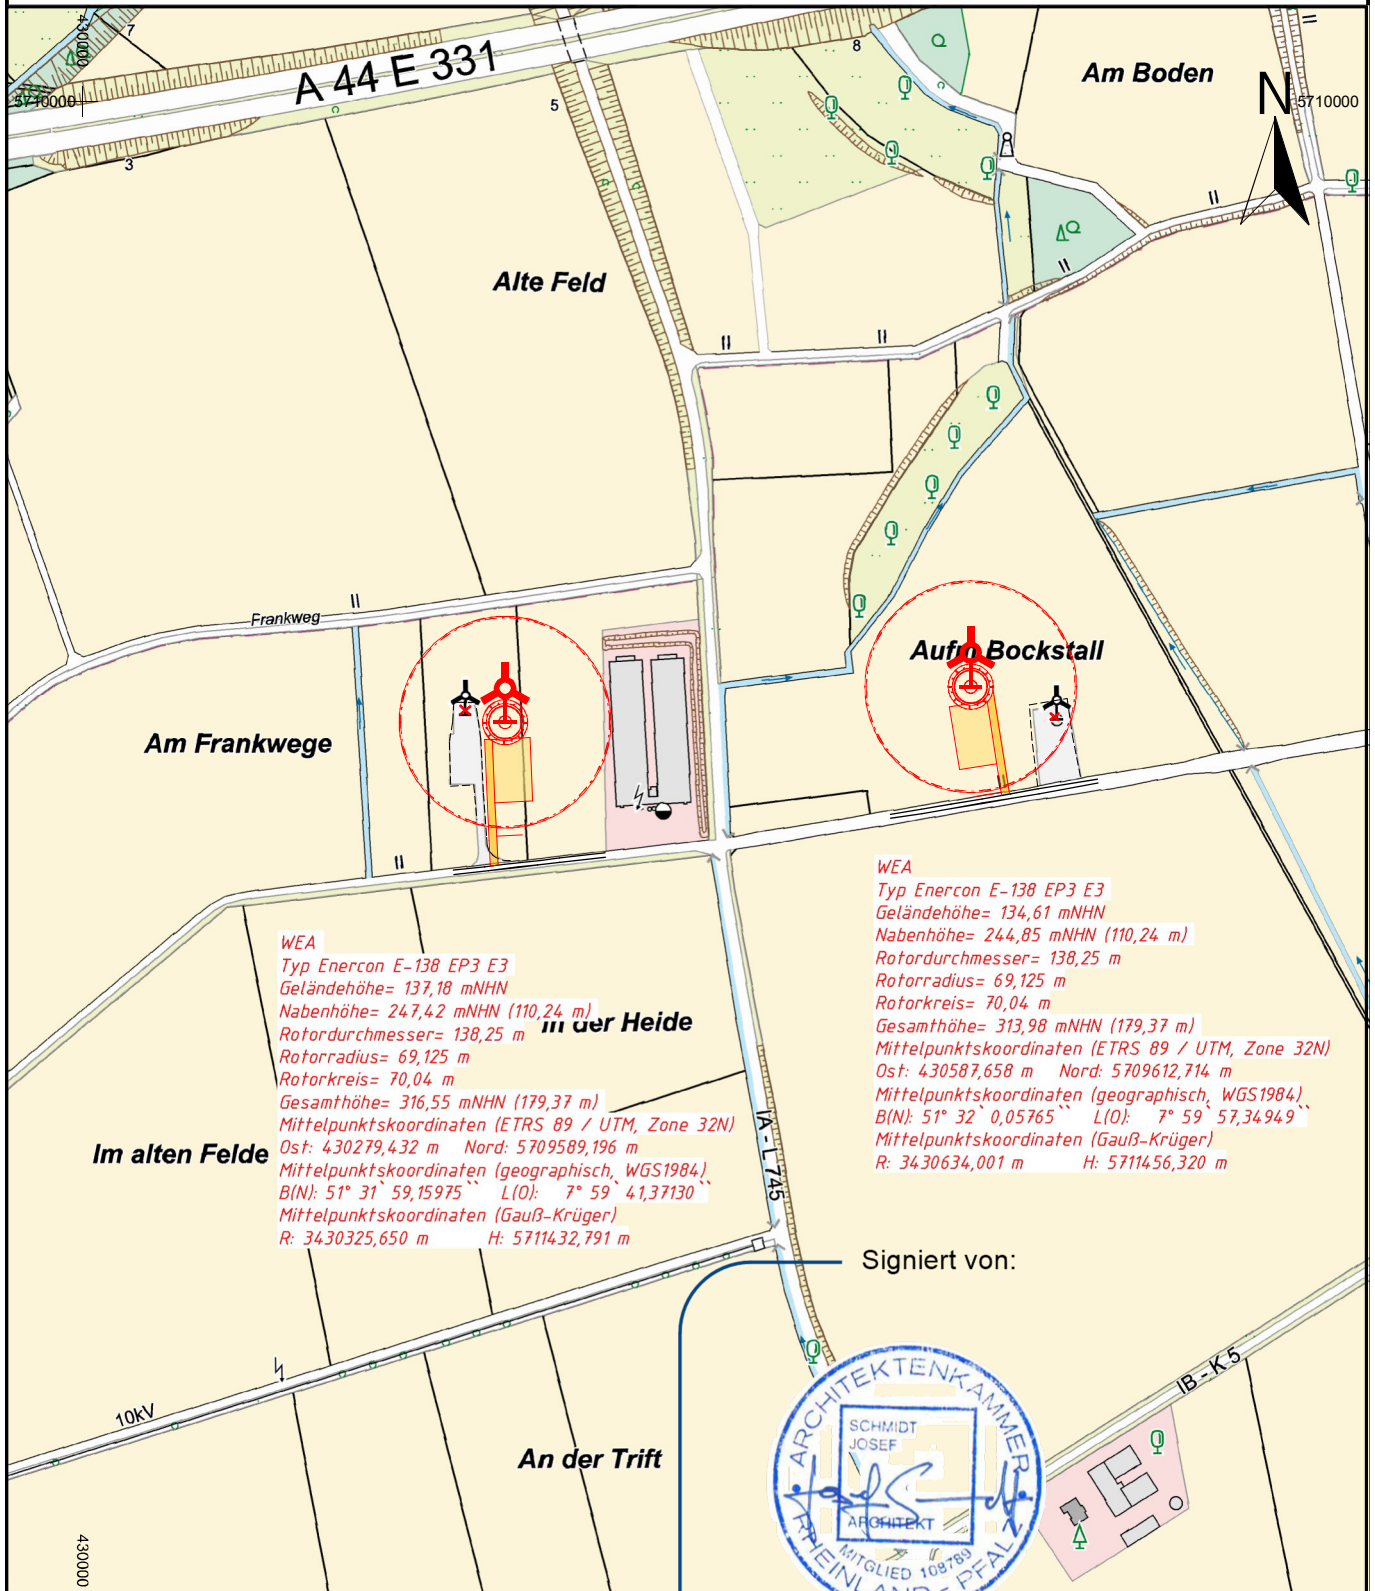 430000
7
A 44 E 331
8
Am Boden
N
5710000
5710000
5
3
Alte Feld
Frankweg
Aufm Bockstall
Am Frankwege
WEA
Typ Enercon E-138 EP3 E3
Geländehöhe= 134,61 mNHN
Nabenhöhe= 244,85 mNHN (110,24 m)
Rotordurchmesser= 138,25 m
Rotorradius= 69,125 m
Rotorkreis= 70,04 m
Gesamthöhe= 313,98 mNHN (179,37 m)
Mittelpunktskoordinaten (ETRS 89 / UTM, Zone 32N)
Ost: 430587,658 m Nord: 5709612,714 m
Mittelpunktskoordinaten (geographisch, WGS1984)
B(N): 51° 32` 0,05765`` L(O): 7° 59` 57,34949``
Mittelpunktskoordinaten (Gauß-Krüger)
R: 3430634,001 m H: 5711456,320 m
WEA
Typ Enercon E-138 EP3 E3
Geländehöhe= 137,18 mNHN
Nabenhöhe= 247,42 mNHN (110,24 m)
Rotordurchmesser= 138,25 m
Rotorradius= 69,125 m
Rotorkreis= 70,04 m
Gesamthöhe= 316,55 mNHN (179,37 m)
Mittelpunktskoordinaten (ETRS 89 / UTM, Zone 32N)
Ost: 430279,432 m Nord: 5709589,196 m
Mittelpunktskoordinaten (geographisch, WGS1984)
B(N): 51° 31` 59,15975`` L(O): 7° 59` 41,37130``
Mittelpunktskoordinaten (Gauß-Krüger)
R: 3430325,650 m H: 5711432,791 m
In der Heide
Im alten Felde
IA - L 745
Signiert von:
10kV
An der Trift
IB - K 5
ARCHITEKTENKAMMER
SCHMIDT
JOSEF
ARCHITEKT
MITGLIED 108789
RHEINLAND - PFALZ
430000